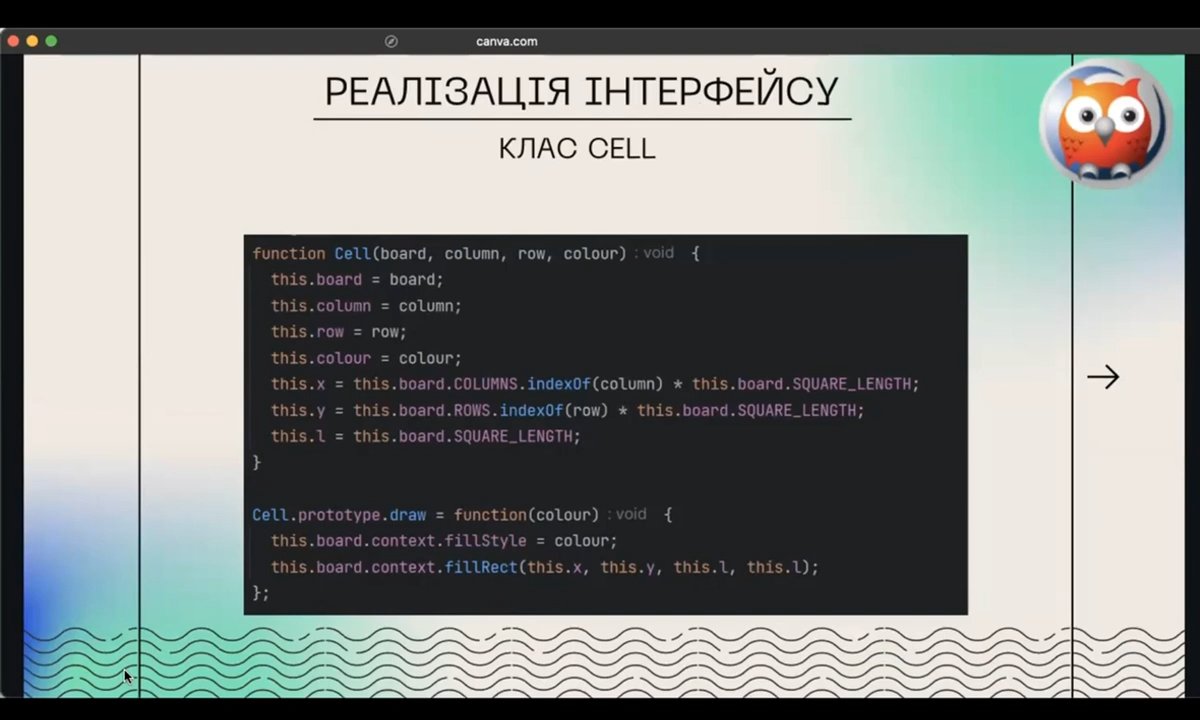 canva.com
РЕАЛІЗАЦІЯ ІНТЕРФЕЙСУ
КЛАС CELL
function Cell(board, column, row, colour) : void {
  this.board = board;
  this.column = column;
  this.row = row;
  this.colour = colour;
  this.x = this.board.COLUMNS.indexOf(column) * this.board.SQUARE_LENGTH;
  this.y = this.board.ROWS.indexOf(row) * this.board.SQUARE_LENGTH;
  this.l = this.board.SQUARE_LENGTH;
}
Cell.prototype.draw = function(colour) : void {
  this.board.context.fillStyle = colour;
  this.board.context.fillRect(this.x, this.y, this.l, this.l);
};